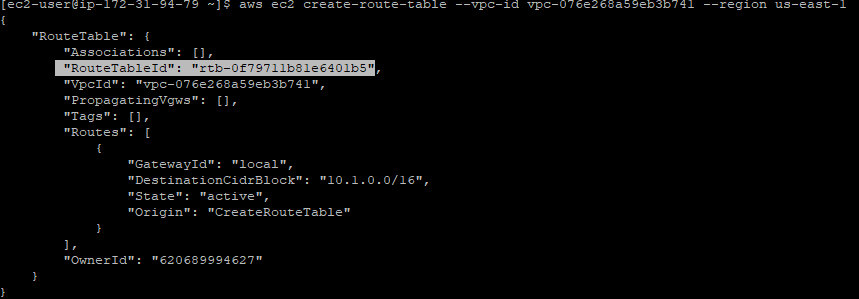 [ec2-user@ip-172-31-94-79 ~]$ aws ec2 create-route-table --vpc-id vpc-076e268a59eb3b741 --region us-east-1
{
    "RouteTable": {
        "Associations": [],
        "RouteTableId": "rtb-0f79711b81e6401b5",
        "VpcId": "vpc-076e268a59eb3b741",
        "PropagatingVgws": [],
        "Tags": [],
        "Routes": [
            {
                "GatewayId": "local",
                "DestinationCidrBlock": "10.1.0.0/16",
                "State": "active",
                "Origin": "CreateRouteTable"
            }
        ],
        "OwnerId": "620689994627"
    }
}